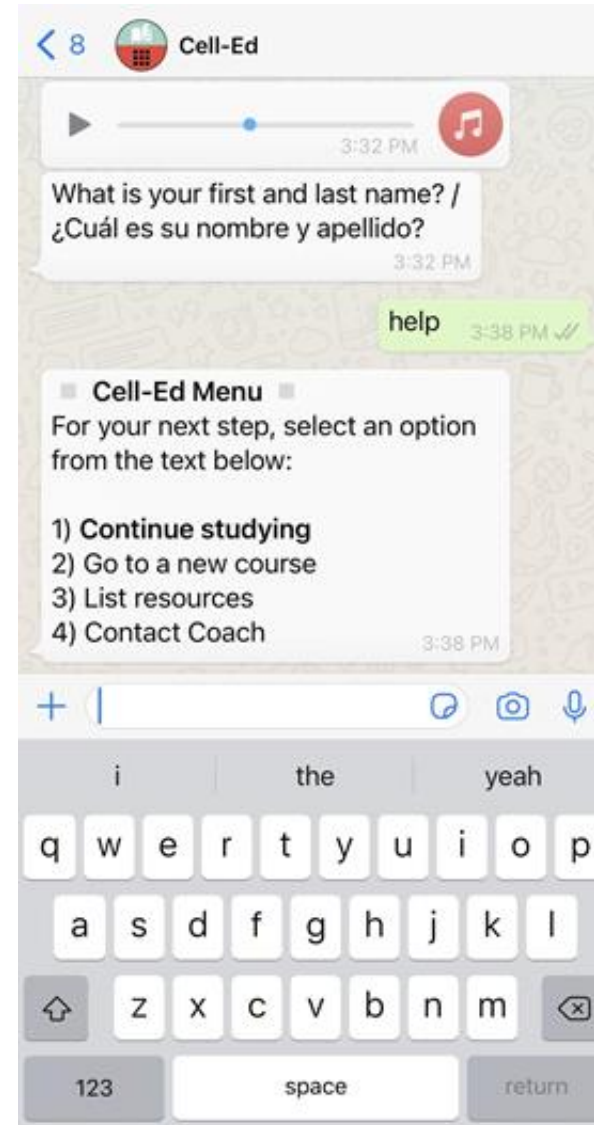 8 Cell-Ed
3:32 PM
What is your first and last name? /
¿Cuál es su nombre y apellido?
3:32 PM
help 3:38 PM
Cell-Ed Menu
For your next step, select an option
from the text below:
1) Continue studying
2) Go to a new course
3) List resources
4) Contact Coach 3:38 PM
i the yeah
q w e r t y u i o p
a s d f g h j k l
z x c v b n m
123 space return